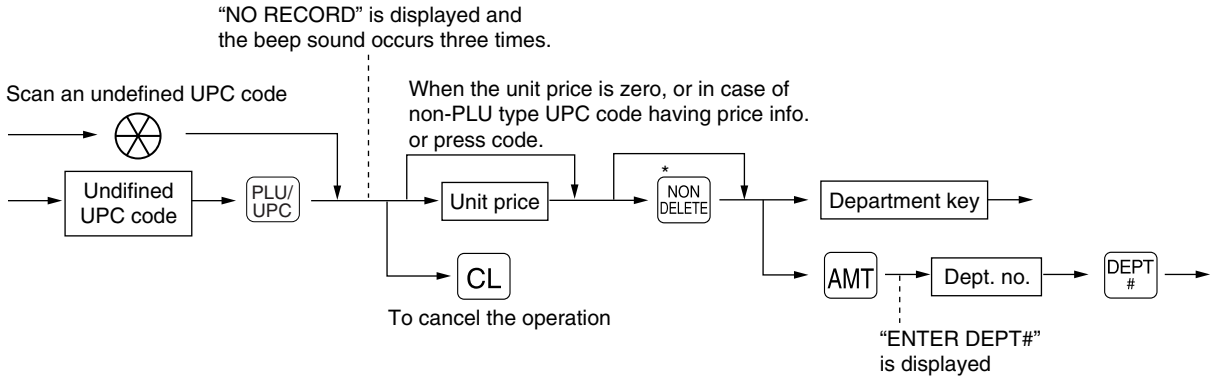 “NO RECORD” is displayed and
the beep sound occurs three times.
Scan an undefined UPC code
When the unit price is zero, or in case of
non-PLU type UPC code having price info.
or press code.
Undifined
UPC code
PLU/
UPC
Unit price
*
NON
DELETE
Department key
CL
To cancel the operation
AMT
Dept. no.
DEPT
#
“ENTER DEPT#”
is displayed